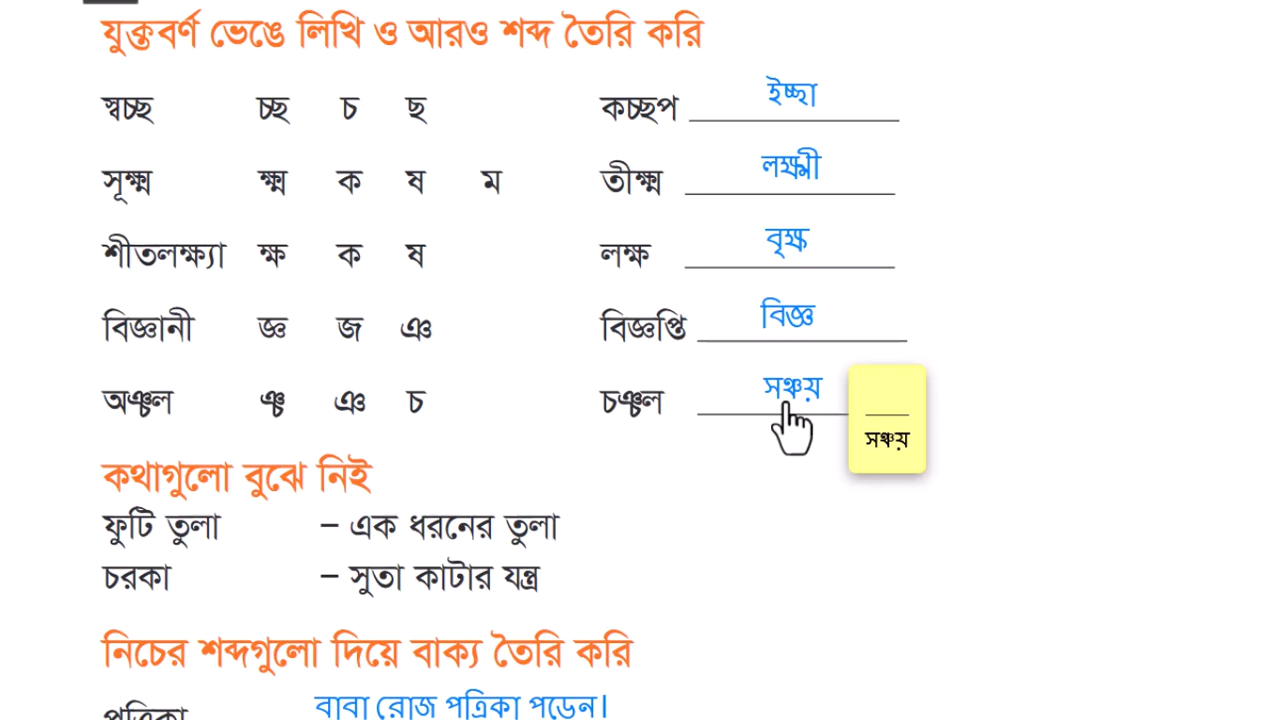 যুক্তবর্ণ ভেঙে লিখি ও আরও শব্দ তৈরি করি
স্বচ্ছ চ্ছ চ ছ কচ্ছপ ইচ্ছা
সূক্ষ্ম ক্ষ্ম ক ষ ম তীক্ষ্ম লক্ষ্মী
শীতলক্ষ্যা ক্ষ ক ষ লক্ষ বৃক্ষ
বিজ্ঞানী জ্ঞ জ ঞ বিজ্ঞপ্তি বিজ্ঞ
অঞ্চল ঞ্চ ঞ চ চঞ্চল সঞ্চয়
সঞ্চয়
কথাগুলো বুঝে নিই
ফুটি তুলা – এক ধরনের তুলা
চরকা – সুতা কাটার যন্ত্র
নিচের শব্দগুলো দিয়ে বাক্য তৈরি করি
পত্রিকা বাবা রোজ পত্রিকা পড়েন।